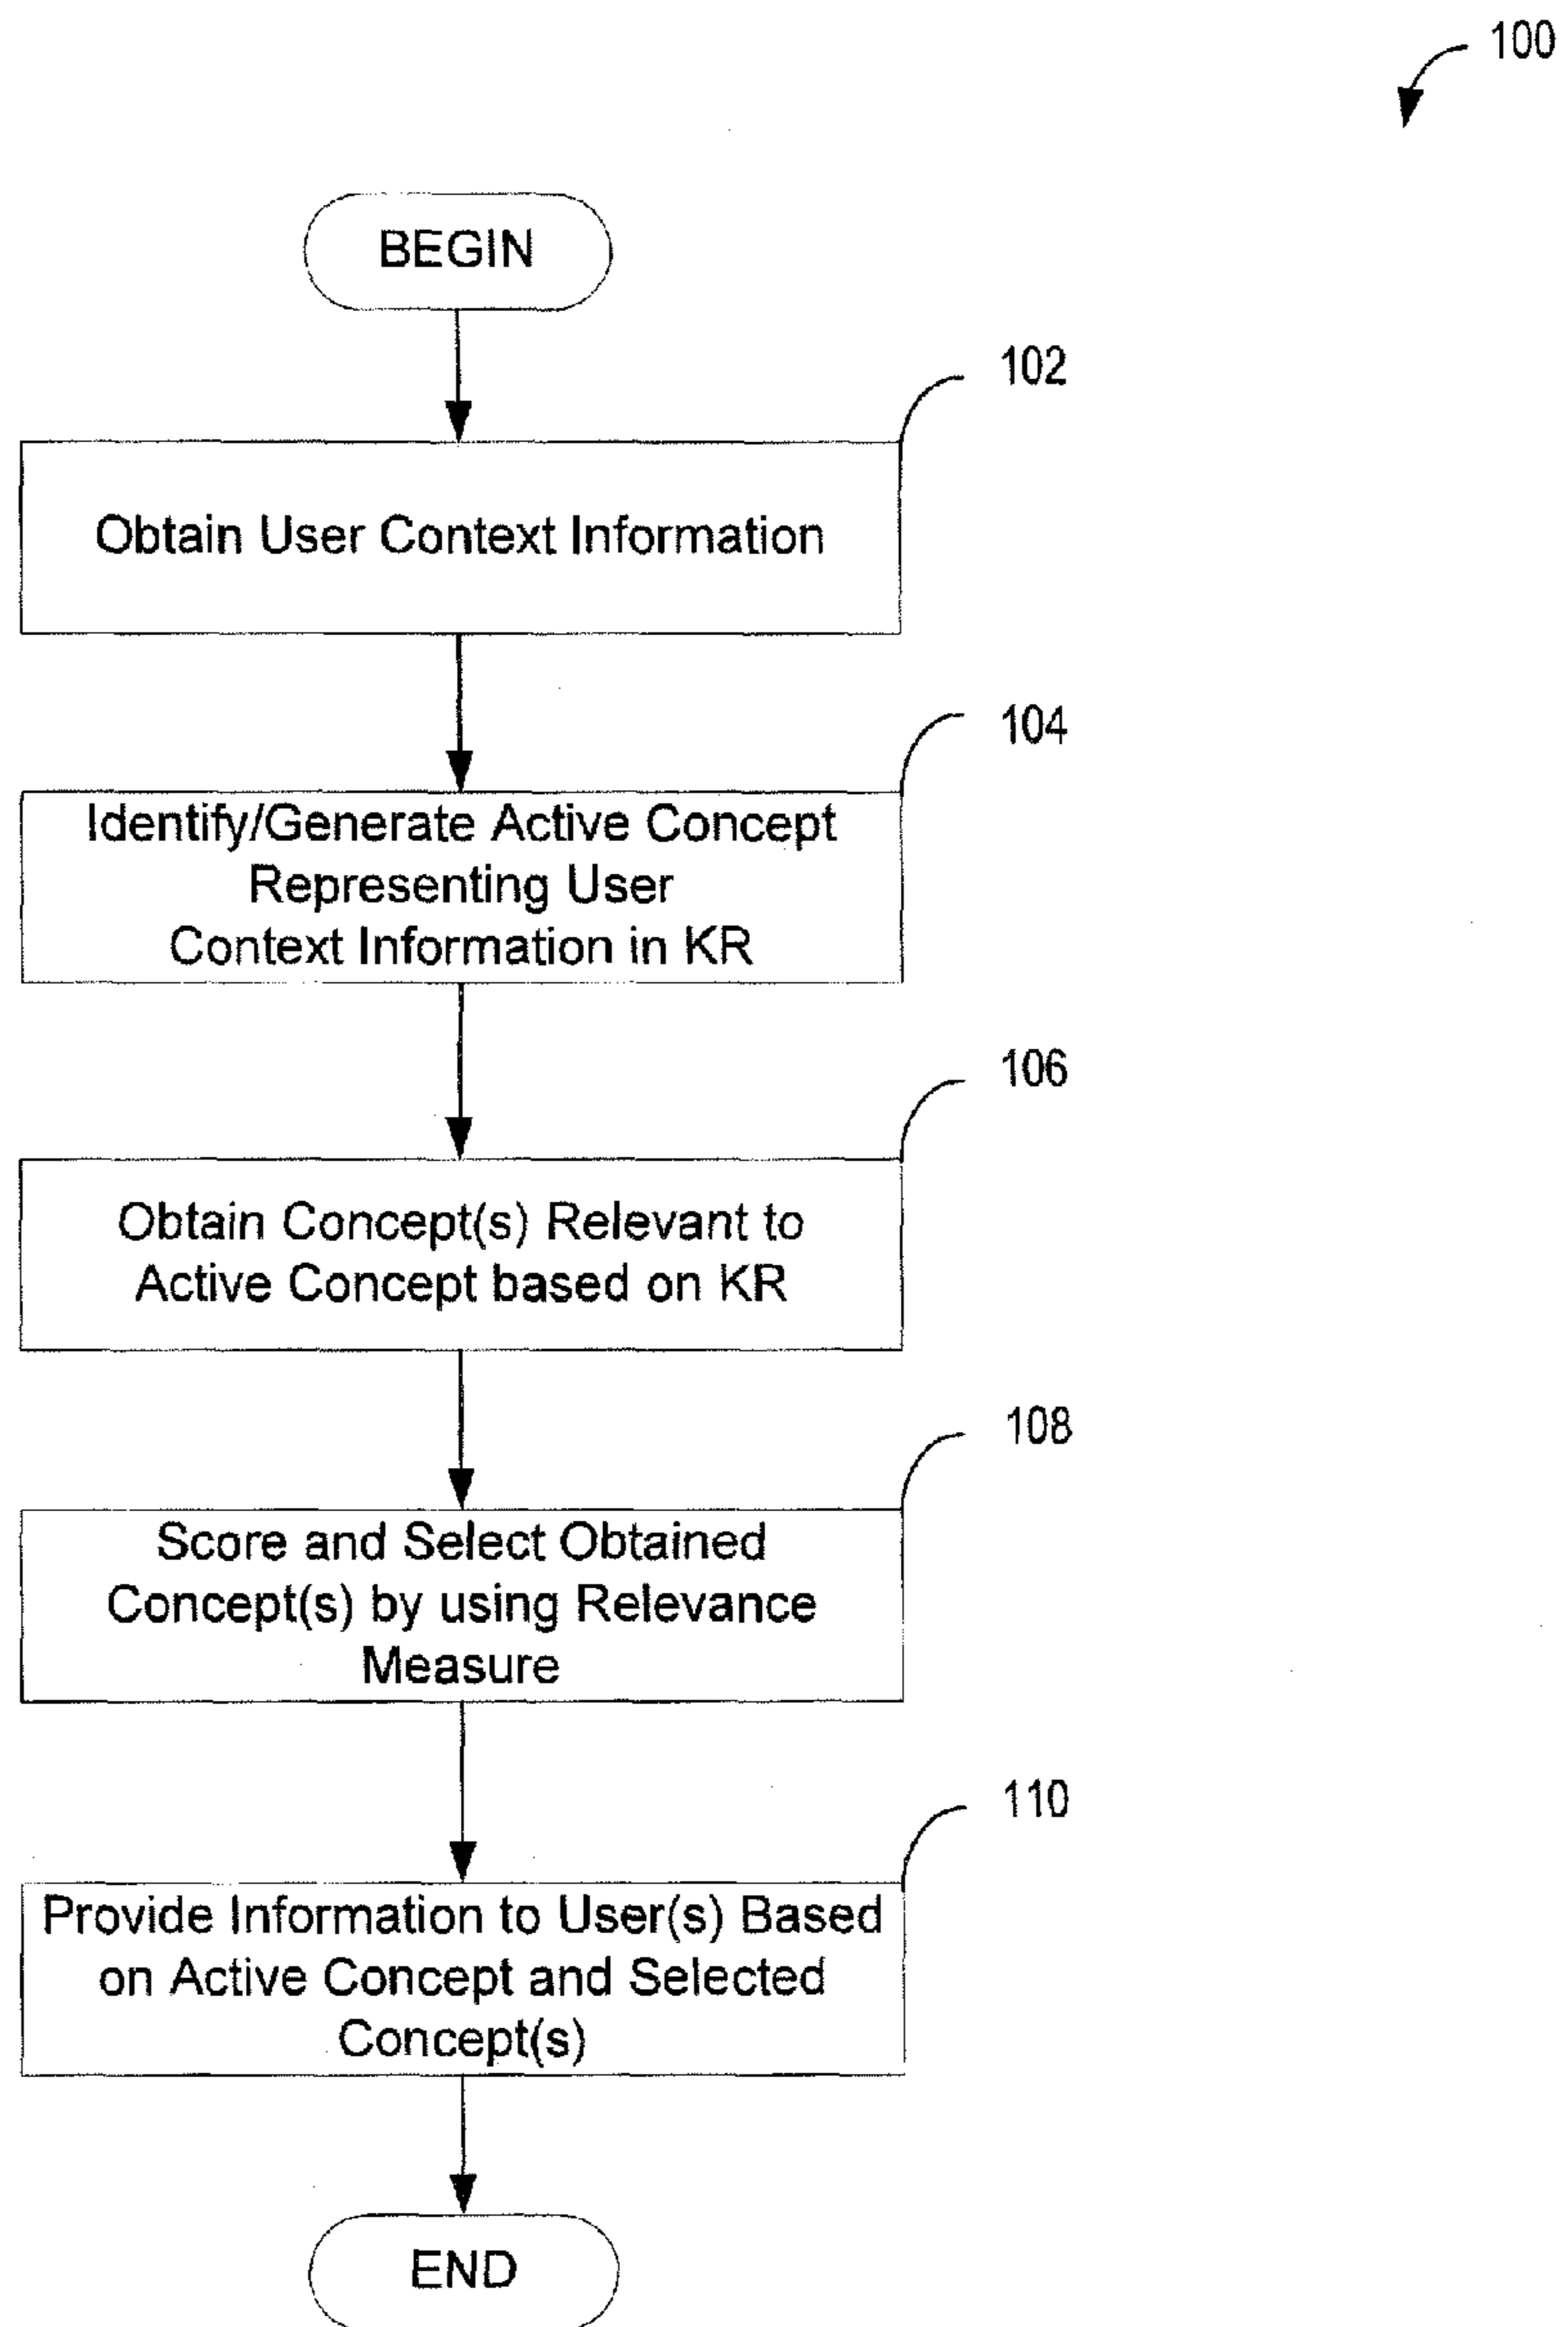 100
BEGIN
102
Obtain User Context Information
104
Identify/Generate Active Concept
Representing User
Context Information in KR
106
Obtain Concept(s) Relevant to
Active Concept based on KR
108
Score and Select Obtained
Concept(s) by using Relevance
Measure
110
Provide Information to User(s) Based
on Active Concept and Selected
Concept(s)
END